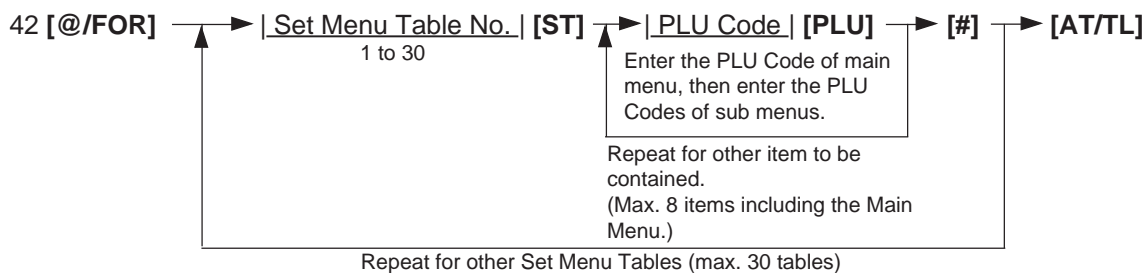 42 [@/FOR] | Set Menu Table No. | [ST] | PLU Code | [PLU] [#] [AT/TL]
1 to 30
Enter the PLU Code of main
menu, then enter the PLU
Codes of sub menus.
Repeat for other item to be
contained.
(Max. 8 items including the Main
Menu.)
Repeat for other Set Menu Tables (max. 30 tables)